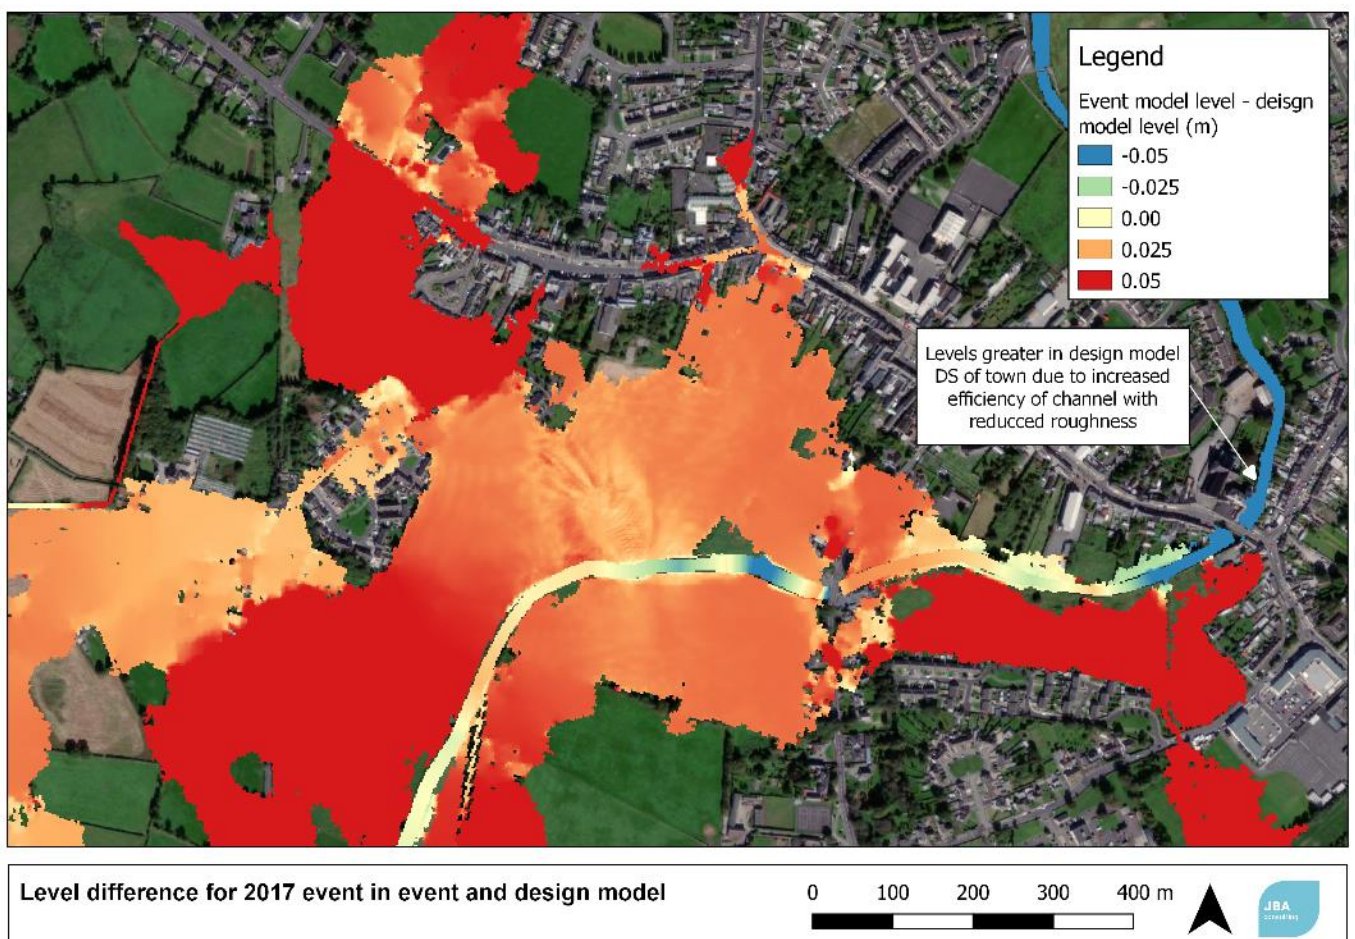 Legend
Event model level - deisgn
model level (m)
-0.05
-0.025
0.00
0.025
0.05
Levels greater in design model
DS of town due to increased
efficiency of channel with
reducced roughness
Level difference for 2017 event in event and design model
0 100 200 300 400 m
JBA
consulting